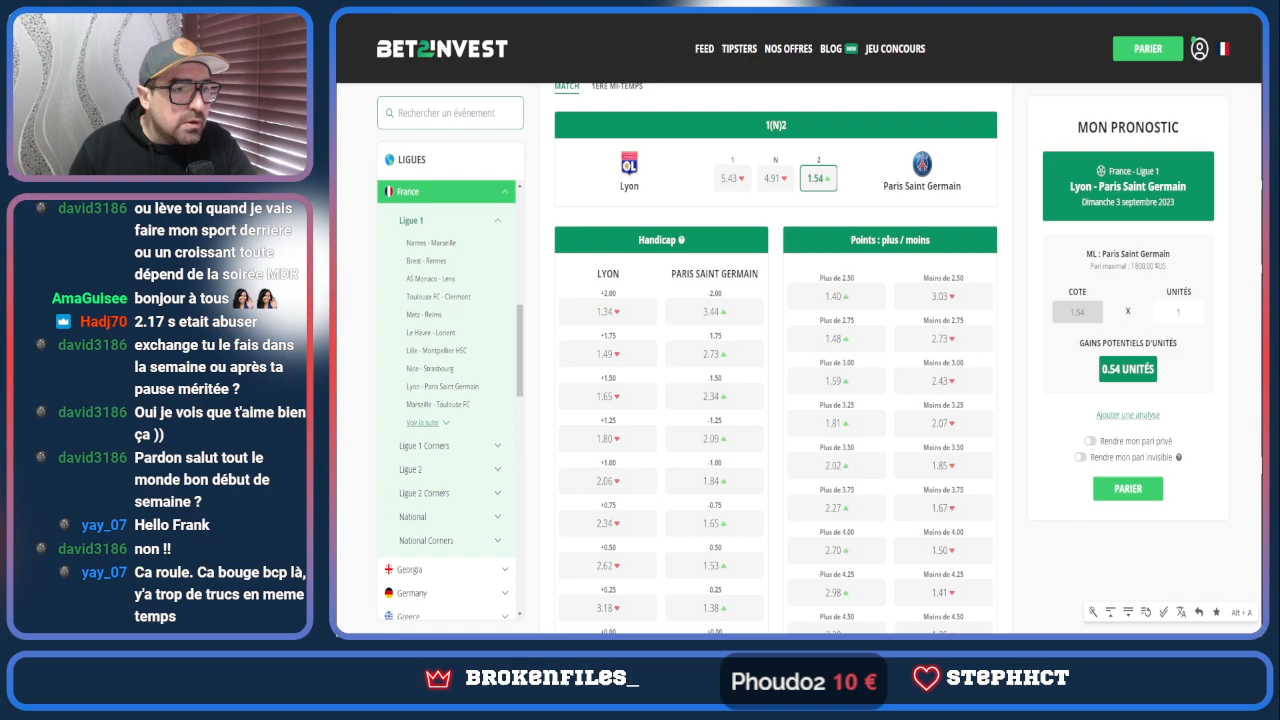 david3186 ou lève toi quand je vais
faire mon sport derrière
ou un croissant toute
dépend de la soirée MDR
AmaGuisee bonjour à tous
Hadj70 2.17 s etait abuser
david3186 exchange tu le fais dans
la semaine ou après ta
pause méritée ?
david3186 Oui je vois que t'aime bien
ça ))
david3186 Pardon salut tout le
monde bon début de
semaine ?
yay_07 Hello Frank
david3186 non !!
yay_07 Ca roule. Ca bouge bcp là,
y'a trop de trucs en meme
temps
BET2INVEST
FEED TIPSTERS NOS OFFRES BLOG NEW JEU CONCOURS
PARIER
Rechercher un événement
LIGUES
France
Ligue 1
Nantes - Marseille
Brest - Rennes
AS Monaco - Lens
Toulouse FC - Clermont
Metz - Reims
Le Havre - Lorient
Lille - Montpellier HSC
Nice - Strasbourg
Lyon - Paris Saint Germain
Marseille - Toulouse FC
Voir la suite
Ligue 1 Corners
Ligue 2
Ligue 2 Corners
National
National Corners
Georgia
Germany
Greece
MATCH 1ERE MI-TEMPS
1(N)2
1 N 2
5.43 4.91 1.54
Lyon
Paris Saint Germain
Handicap
LYON PARIS SAINT GERMAIN
+2.00 -2.00
1.34 3.44
+1.75 -1.75
1.49 2.73
+1.50 -1.50
1.65 2.34
+1.25 -1.25
1.80 2.09
+1.00 -1.00
2.06 1.84
+0.75 -0.75
2.34 1.65
+0.50 -0.50
2.62 1.53
+0.25 -0.25
3.18 1.38
+0.00 +0.00
Points : plus / moins
Plus de 2.50 Moins de 2.50
1.40 3.03
Plus de 2.75 Moins de 2.75
1.48 2.73
Plus de 3.00 Moins de 3.00
1.59 2.43
Plus de 3.25 Moins de 3.25
1.81 2.07
Plus de 3.50 Moins de 3.50
2.02 1.85
Plus de 3.75 Moins de 3.75
2.27 1.67
Plus de 4.00 Moins de 4.00
2.70 1.50
Plus de 4.25 Moins de 4.25
2.98 1.41
Plus de 4.50 Moins de 4.50
MON PRONOSTIC
France - Ligue 1
Lyon - Paris Saint Germain
Dimanche 3 septembre 2023
ML : Paris Saint Germain
Pari maximal : 1 800,00 $US
COTE UNITÉS
1.54 X 1
GAINS POTENTIELS D'UNITÉS
0.54 UNITÉS
Ajouter une analyse
Rendre mon pari privé
Rendre mon pari invisible
PARIER
Alt + A
BROKENFILES_
Phoudo2 10 €
STEPHHCT